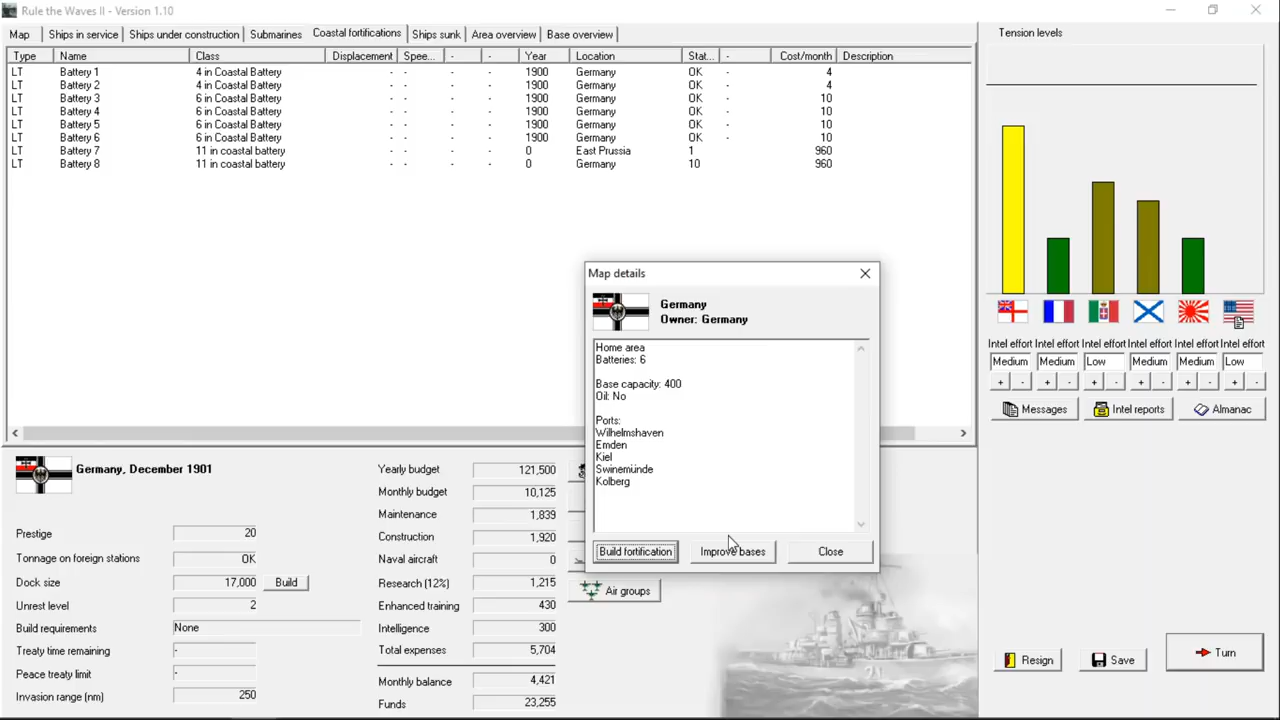 Rule the Waves II - Version 1.10
Map Ships in service Ships under construction Submarines Coastal fortifications Ships sunk Area overview Base overview
Type Name Class Displacement Spee... - - Year Location Stat... - Cost/month Description
LT Battery 1 4 in Coastal Battery - - - - 1900 Germany OK - 4
LT Battery 2 4 in Coastal Battery - - - - 1900 Germany OK - 4
LT Battery 3 6 in Coastal Battery - - - - 1900 Germany OK - 10
LT Battery 4 6 in Coastal Battery - - - - 1900 Germany OK - 10
LT Battery 5 6 in Coastal Battery - - - - 1900 Germany OK - 10
LT Battery 6 6 in Coastal Battery - - - - 1900 Germany OK - 10
LT Battery 7 11 in coastal battery - - - - 0 East Prussia 1 960
LT Battery 8 11 in coastal battery - - - - 0 Germany 10 960
Tension levels
Intel effort Intel effort Intel effort Intel effort Intel effort Intel effort
Medium Medium Low Medium Medium Low
+ - + - + - + - + - + -
Messages Intel reports Almanac
Map details
Germany
Owner: Germany
Home area
Batteries: 6
Base capacity: 400
Oil: No
Ports:
Wilhelmshaven
Emden
Kiel
Swinemünde
Kolberg
Build fortification Improve bases Close
Germany, December 1901
Prestige 20
Tonnage on foreign stations OK
Dock size 17,000 Build
Unrest level 2
Build requirements None
Treaty time remaining -
Peace treaty limit -
Invasion range (nm) 250
Yearly budget 121,500
Monthly budget 10,125
Maintenance 1,839
Construction 1,920
Naval aircraft 0
Research (12%) 1,215
Enhanced training 430
Intelligence 300
Total expenses 5,704
Monthly balance 4,421
Funds 23,255
Air groups
Resign Save Turn